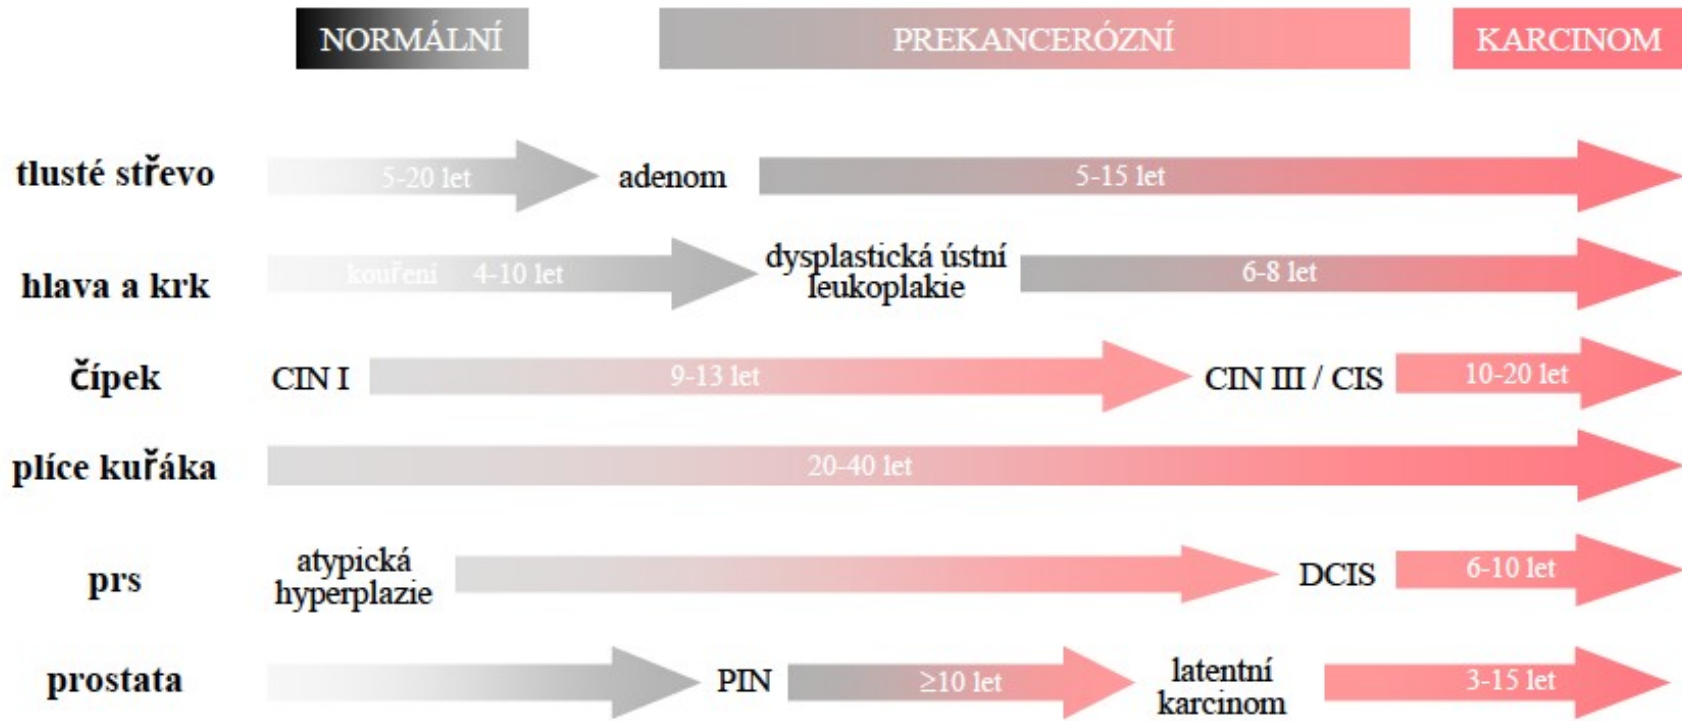 NORMÁLNÍ PREKANCERÓZNÍ KARCINOM
tlusté střevo 5-20 let adenom 5-15 let
hlava a krk kouření 4-10 let dysplastická ústní
leukoplakie 6-8 let
čípek CIN I 9-13 let CIN III / CIS 10-20 let
plíce kuřáka 20-40 let
prs atypická
hyperplazie DCIS 6-10 let
prostata PIN ≥10 let latentní
karcinom 3-15 let